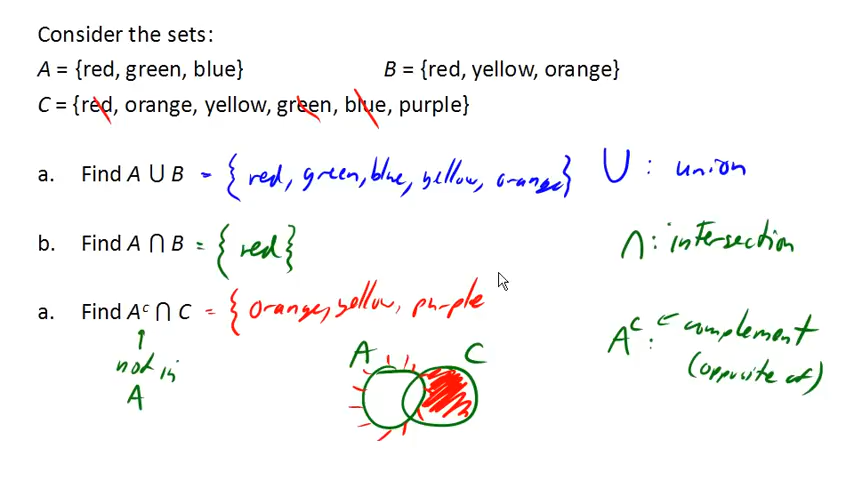 Consider the sets:
A = {red, green, blue} B = {red, yellow, orange}
C = {red, orange, yellow, green, blue, purple}
a. Find A ∪ B = { red, green, blue, yellow, orange} ∪ : union
b. Find A ∩ B = { red} ∩ : intersection
a. Find Aᶜ ∩ C = { orange, yellow, purple
Aᶜ : ← complement
(opposite of)
not in
A
A C